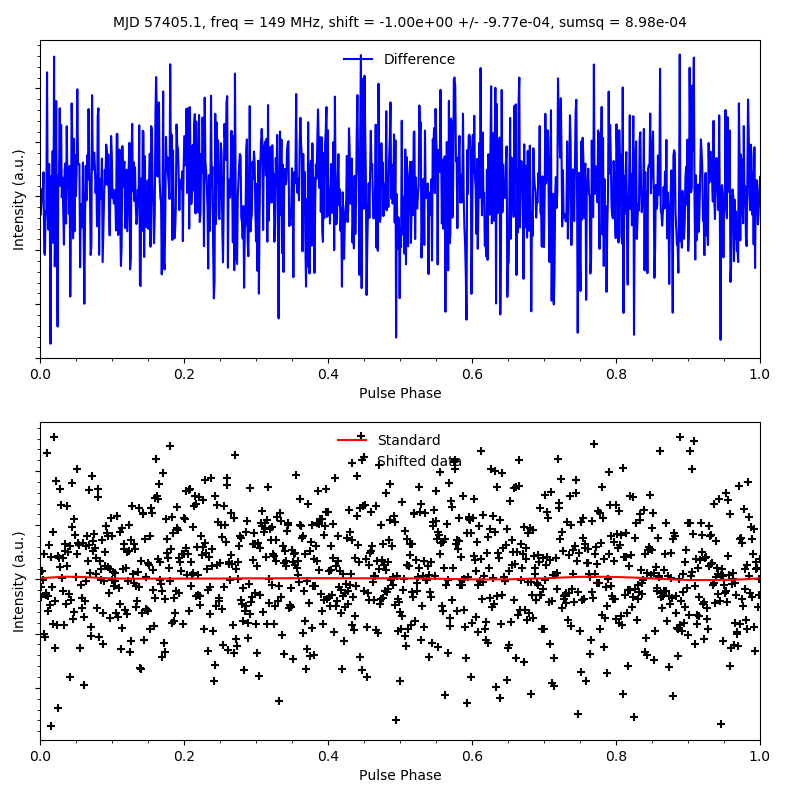 MJD 57405.1, freq = 149 MHz, shift = -1.00e+00 +/- -9.77e-04, sumsq = 8.98e-04
Difference
Intensity (a.u.)
0.0 0.2 0.4 0.6 0.8 1.0
Pulse Phase
Standard
Shifted data
Intensity (a.u.)
0.0 0.2 0.4 0.6 0.8 1.0
Pulse Phase